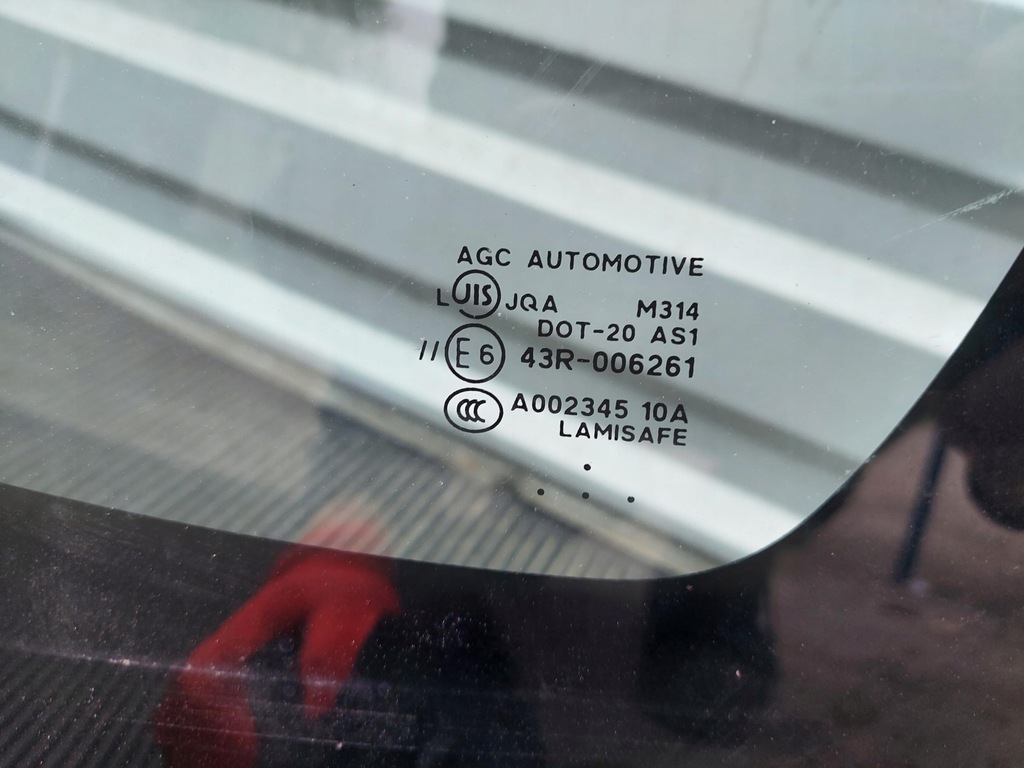 AGC AUTOMOTIVE
L JIS JQA M314
DOT-20 AS1
// E6 43R-006261
CCC A002345 10A
LAMISAFE